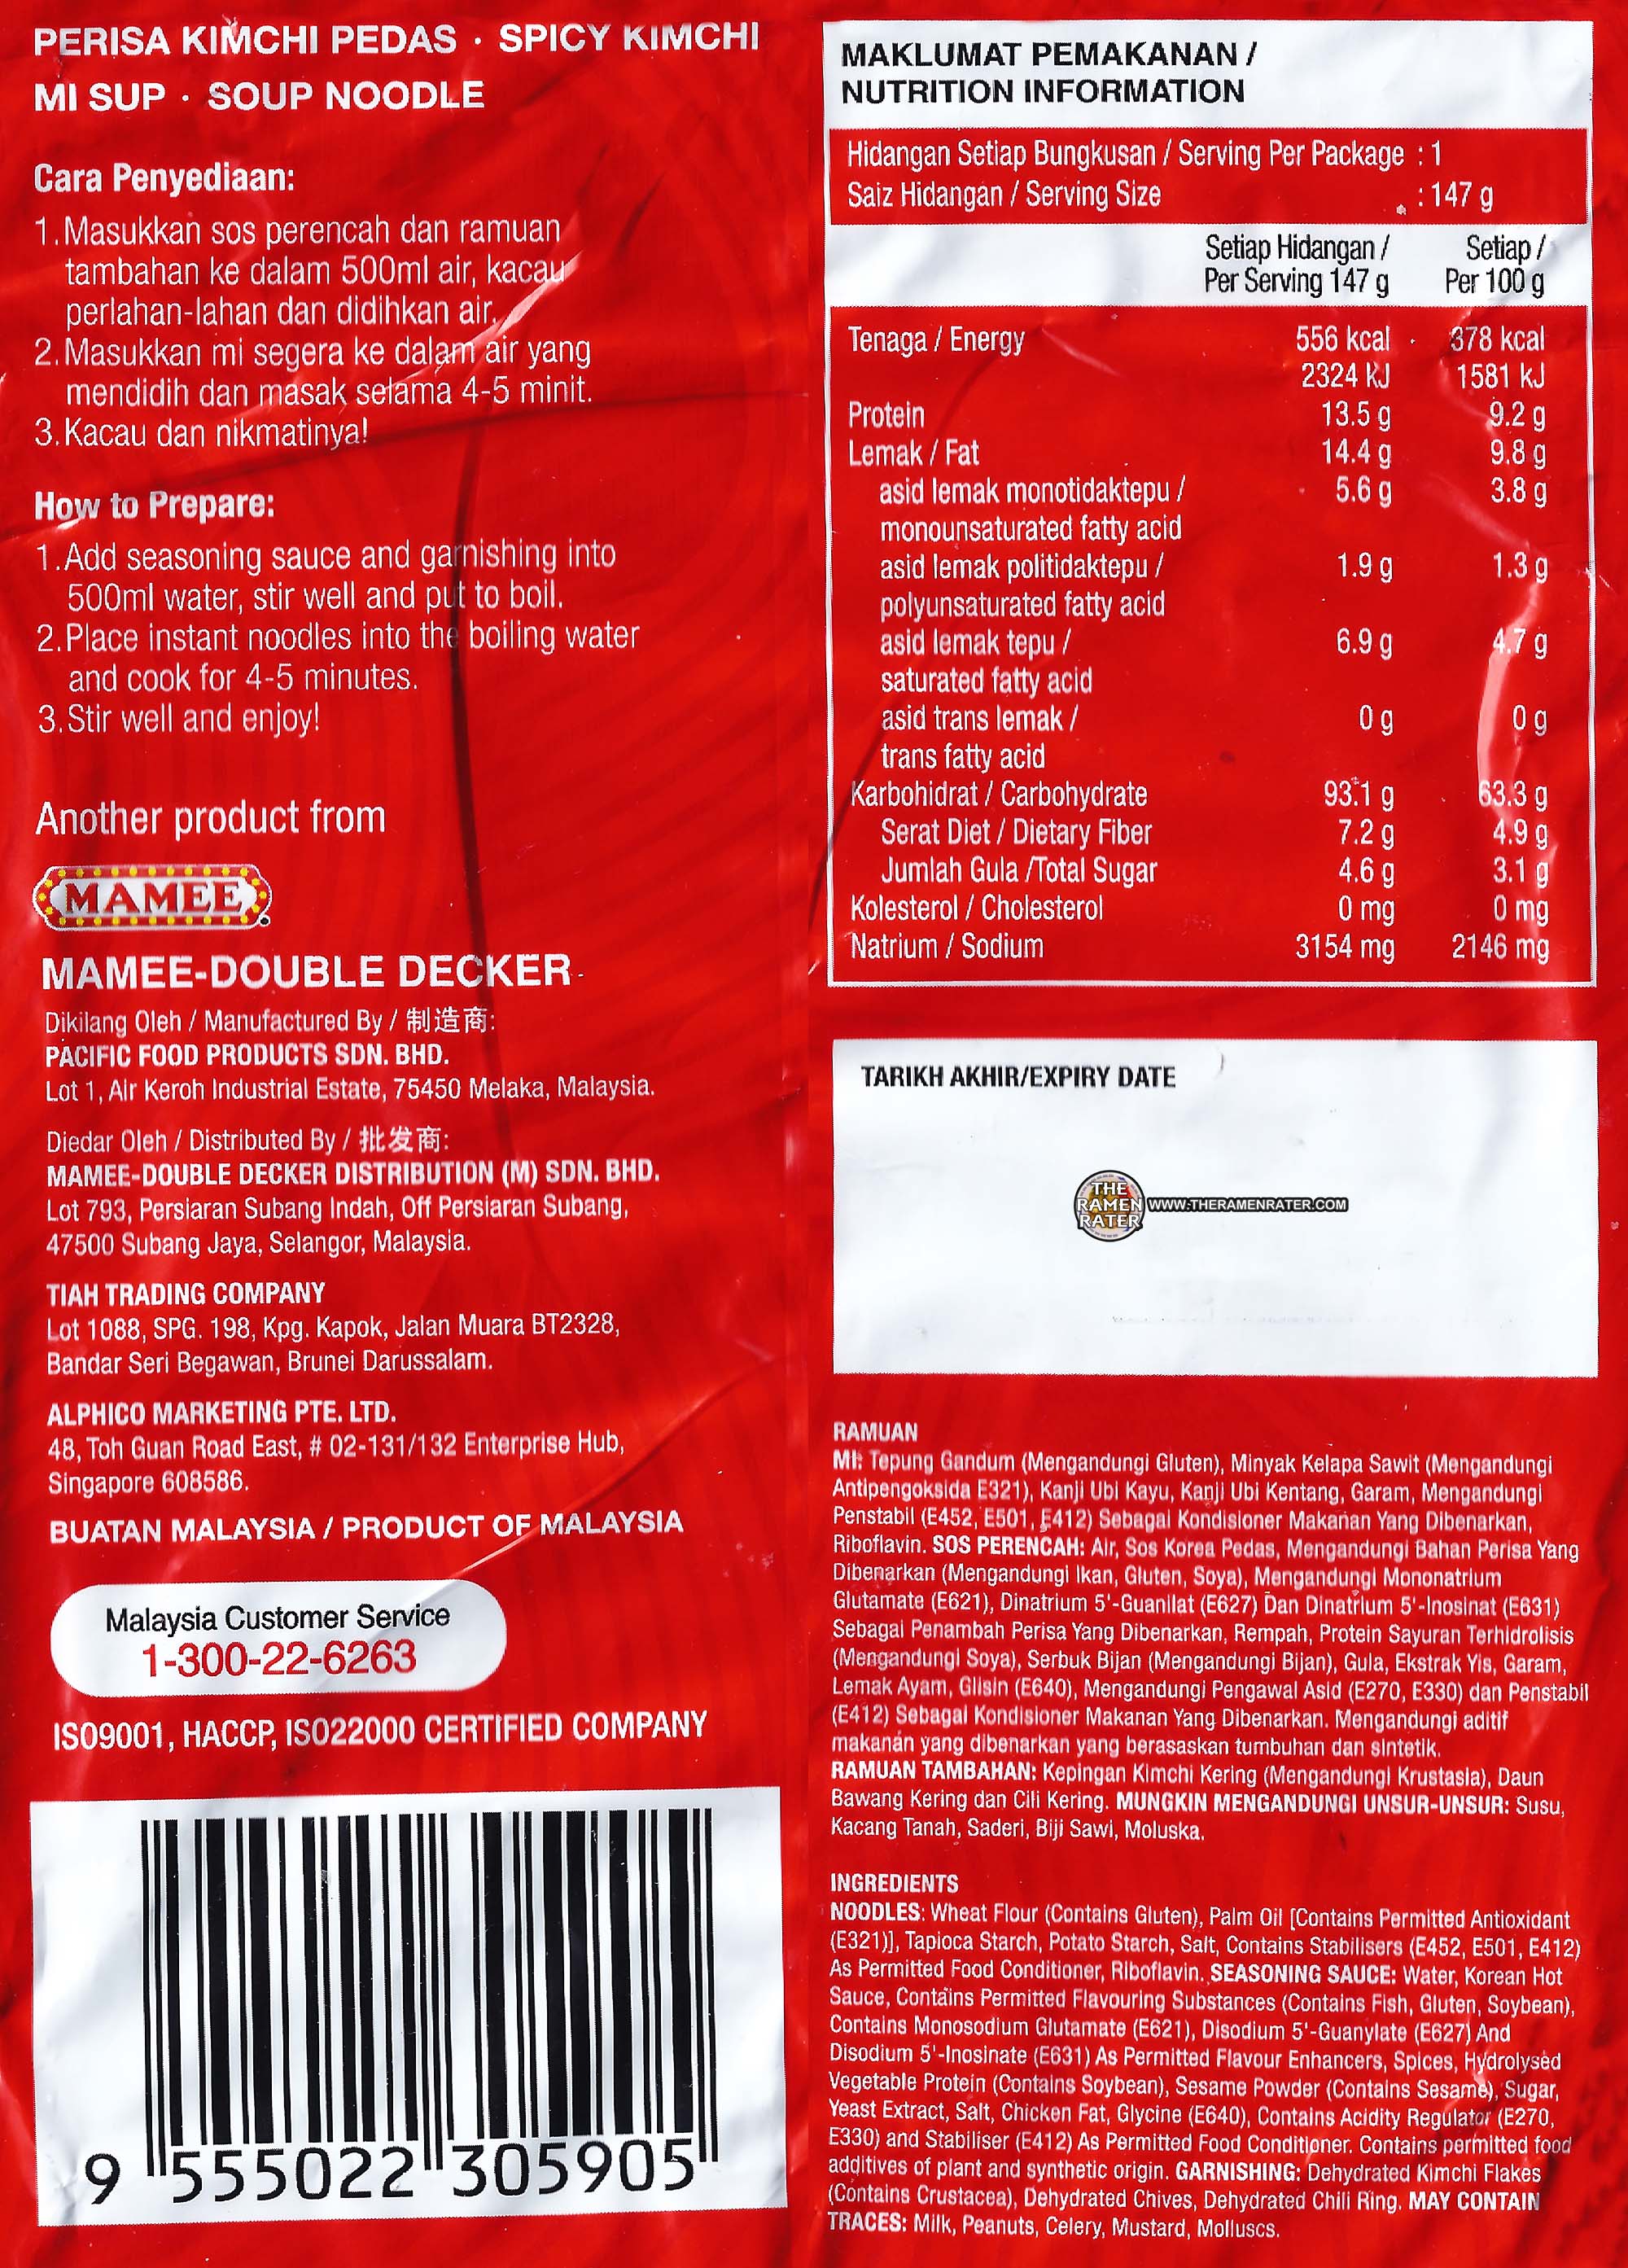 PERISA KIMCHI PEDAS · SPICY KIMCHI
MI SUP · SOUP NOODLE
Cara Penyediaan:
1. Masukkan sos perencah dan ramuan
tambahan ke dalam 500ml air, kacau
perlahan-lahan dan didihkan air.
2. Masukkan mi segera ke dalam air yang
mendidih dan masak selama 4-5 minit.
3. Kacau dan nikmatinya!
How to Prepare:
1. Add seasoning sauce and garnishing into
500ml water, stir well and put to boil.
2. Place instant noodles into the boiling water
and cook for 4-5 minutes.
3. Stir well and enjoy!
Another product from
MAMEE
MAMEE-DOUBLE DECKER
Dikilang Oleh / Manufactured By / 制造商:
PACIFIC FOOD PRODUCTS SDN. BHD.
Lot 1, Air Keroh Industrial Estate, 75450 Melaka, Malaysia.
Diedar Oleh / Distributed By / 批发商:
MAMEE-DOUBLE DECKER DISTRIBUTION (M) SDN. BHD.
Lot 793, Persiaran Subang Indah, Off Persiaran Subang,
47500 Subang Jaya, Selangor, Malaysia.
TIAH TRADING COMPANY
Lot 1088, SPG. 198, Kpg. Kapok, Jalan Muara BT2328,
Bandar Seri Begawan, Brunei Darussalam.
ALPHICO MARKETING PTE. LTD.
48, Toh Guan Road East, # 02-131/132 Enterprise Hub,
Singapore 608586.
BUATAN MALAYSIA / PRODUCT OF MALAYSIA
Malaysia Customer Service
1-300-22-6263
ISO9001, HACCP, ISO22000 CERTIFIED COMPANY
9 555022 305905
MAKLUMAT PEMAKANAN /
NUTRITION INFORMATION
Hidangan Setiap Bungkusan / Serving Per Package : 1
Saiz Hidangan / Serving Size : 147 g
Setiap Hidangan / Setiap /
Per Serving 147 g Per 100 g
Tenaga / Energy 556 kcal 378 kcal
2324 kJ 1581 kJ
Protein 13.5 g 9.2 g
Lemak / Fat 14.4 g 9.8 g
asid lemak monotidaktepu / 5.6 g 3.8 g
monounsaturated fatty acid
asid lemak politidaktepu / 1.9 g 1.3 g
polyunsaturated fatty acid
asid lemak tepu / 6.9 g 4.7 g
saturated fatty acid
asid trans lemak / 0 g 0 g
trans fatty acid
Karbohidrat / Carbohydrate 93.1 g 63.3 g
Serat Diet / Dietary Fiber 7.2 g 4.9 g
Jumlah Gula /Total Sugar 4.6 g 3.1 g
Kolesterol / Cholesterol 0 mg 0 mg
Natrium / Sodium 3154 mg 2146 mg
TARIKH AKHIR/EXPIRY DATE
THE
RAMEN WWW.THERAMENRATER.COM
RATER
RAMUAN
MI: Tepung Gandum (Mengandungi Gluten), Minyak Kelapa Sawit (Mengandungi
Antipengoksida E321), Kanji Ubi Kayu, Kanji Ubi Kentang, Garam, Mengandungi
Penstabil (E452, E501, E412) Sebagai Kondisioner Makanan Yang Dibenarkan,
Riboflavin. SOS PERENCAH: Air, Sos Korea Pedas, Mengandungi Bahan Perisa Yang
Dibenarkan (Mengandungi Ikan, Gluten, Soya), Mengandungi Mononatrium
Glutamate (E621), Dinatrium 5'-Guanilat (E627) Dan Dinatrium 5'-Inosinat (E631)
Sebagai Penambah Perisa Yang Dibenarkan, Rempah, Protein Sayuran Terhidrolisis
(Mengandungi Soya), Serbuk Bijan (Mengandungi Bijan), Gula, Ekstrak Yis, Garam,
Lemak Ayam, Glisin (E640), Mengandungi Pengawal Asid (E270, E330) dan Penstabil
(E412) Sebagai Kondisioner Makanan Yang Dibenarkan. Mengandungi aditif
makanan yang dibenarkan yang berasaskan tumbuhan dan sintetik.
RAMUAN TAMBAHAN: Kepingan Kimchi Kering (Mengandungi Krustasia), Daun
Bawang Kering dan Cili Kering. MUNGKIN MENGANDUNGI UNSUR-UNSUR: Susu,
Kacang Tanah, Saderi, Biji Sawi, Moluska.
INGREDIENTS
NOODLES: Wheat Flour (Contains Gluten), Palm Oil [Contains Permitted Antioxidant
(E321)], Tapioca Starch, Potato Starch, Salt, Contains Stabilisers (E452, E501, E412)
As Permitted Food Conditioner, Riboflavin. SEASONING SAUCE: Water, Korean Hot
Sauce, Contains Permitted Flavouring Substances (Contains Fish, Gluten, Soybean),
Contains Monosodium Glutamate (E621), Disodium 5'-Guanylate (E627) And
Disodium 5'-Inosinate (E631) As Permitted Flavour Enhancers, Spices, Hydrolysed
Vegetable Protein (Contains Soybean), Sesame Powder (Contains Sesame), Sugar,
Yeast Extract, Salt, Chicken Fat, Glycine (E640), Contains Acidity Regulator (E270,
E330) and Stabiliser (E412) As Permitted Food Conditioner. Contains permitted food
additives of plant and synthetic origin. GARNISHING: Dehydrated Kimchi Flakes
(Contains Crustacea), Dehydrated Chives, Dehydrated Chili Ring. MAY CONTAIN
TRACES: Milk, Peanuts, Celery, Mustard, Molluscs.